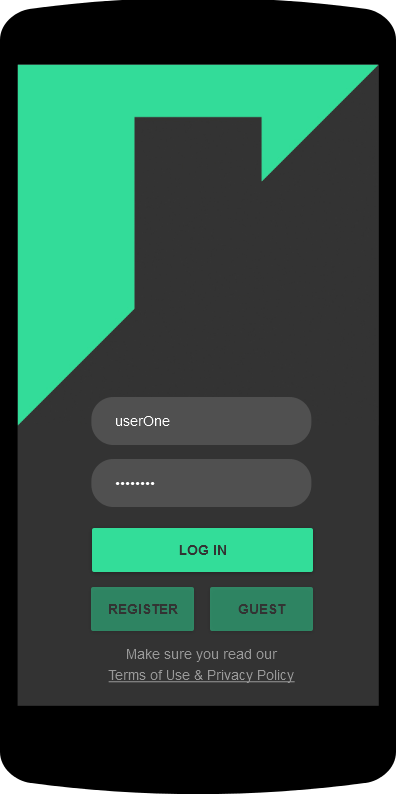 userOne
••••••••
LOG IN
REGISTER
GUEST
Make sure you read our
Terms of Use & Privacy Policy